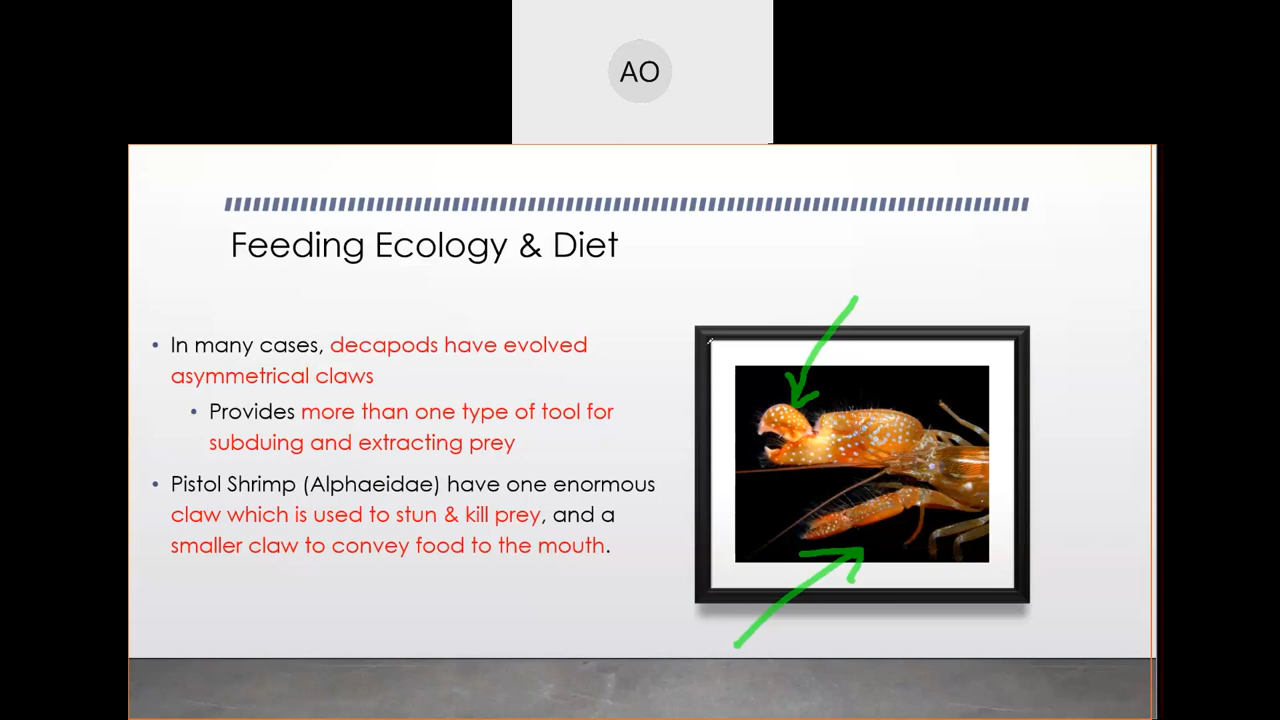 AO
Feeding Ecology & Diet
• In many cases, decapods have evolved
asymmetrical claws
• Provides more than one type of tool for
subduing and extracting prey
• Pistol Shrimp (Alphaeidae) have one enormous
claw which is used to stun & kill prey, and a
smaller claw to convey food to the mouth.